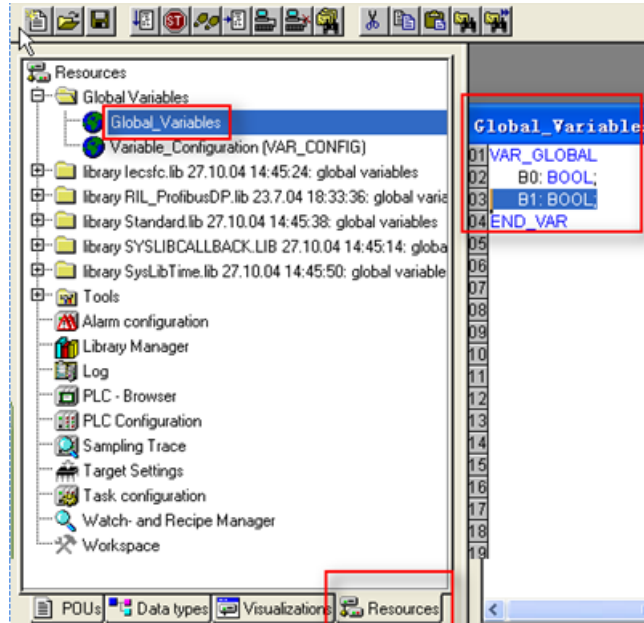 Resources
Global Variables
Global_Variables
Variable_Configuration (VAR_CONFIG)
library Iecsfc.lib 27.10.04 14:45:24: global variables
library RIL_ProfibusDP.lib 23.7.04 18:33:36: global varia
library Standard.lib 27.10.04 14:45:38: global variables
library SYSLIBCALLBACK.LIB 27.10.04 14:45:14: globa
library SysLibTime.lib 27.10.04 14:45:50: global variable
Tools
Alarm configuration
Library Manager
Log
PLC - Browser
PLC Configuration
Sampling Trace
Target Settings
Task configuration
Watch- and Recipe Manager
Workspace
POUs Data types Visualizations Resources
Global_Variables
01 VAR_GLOBAL
02 B0: BOOL;
03 B1: BOOL;
04 END_VAR
05
06
07
08
09
10
11
12
13
14
15
16
17
18
19